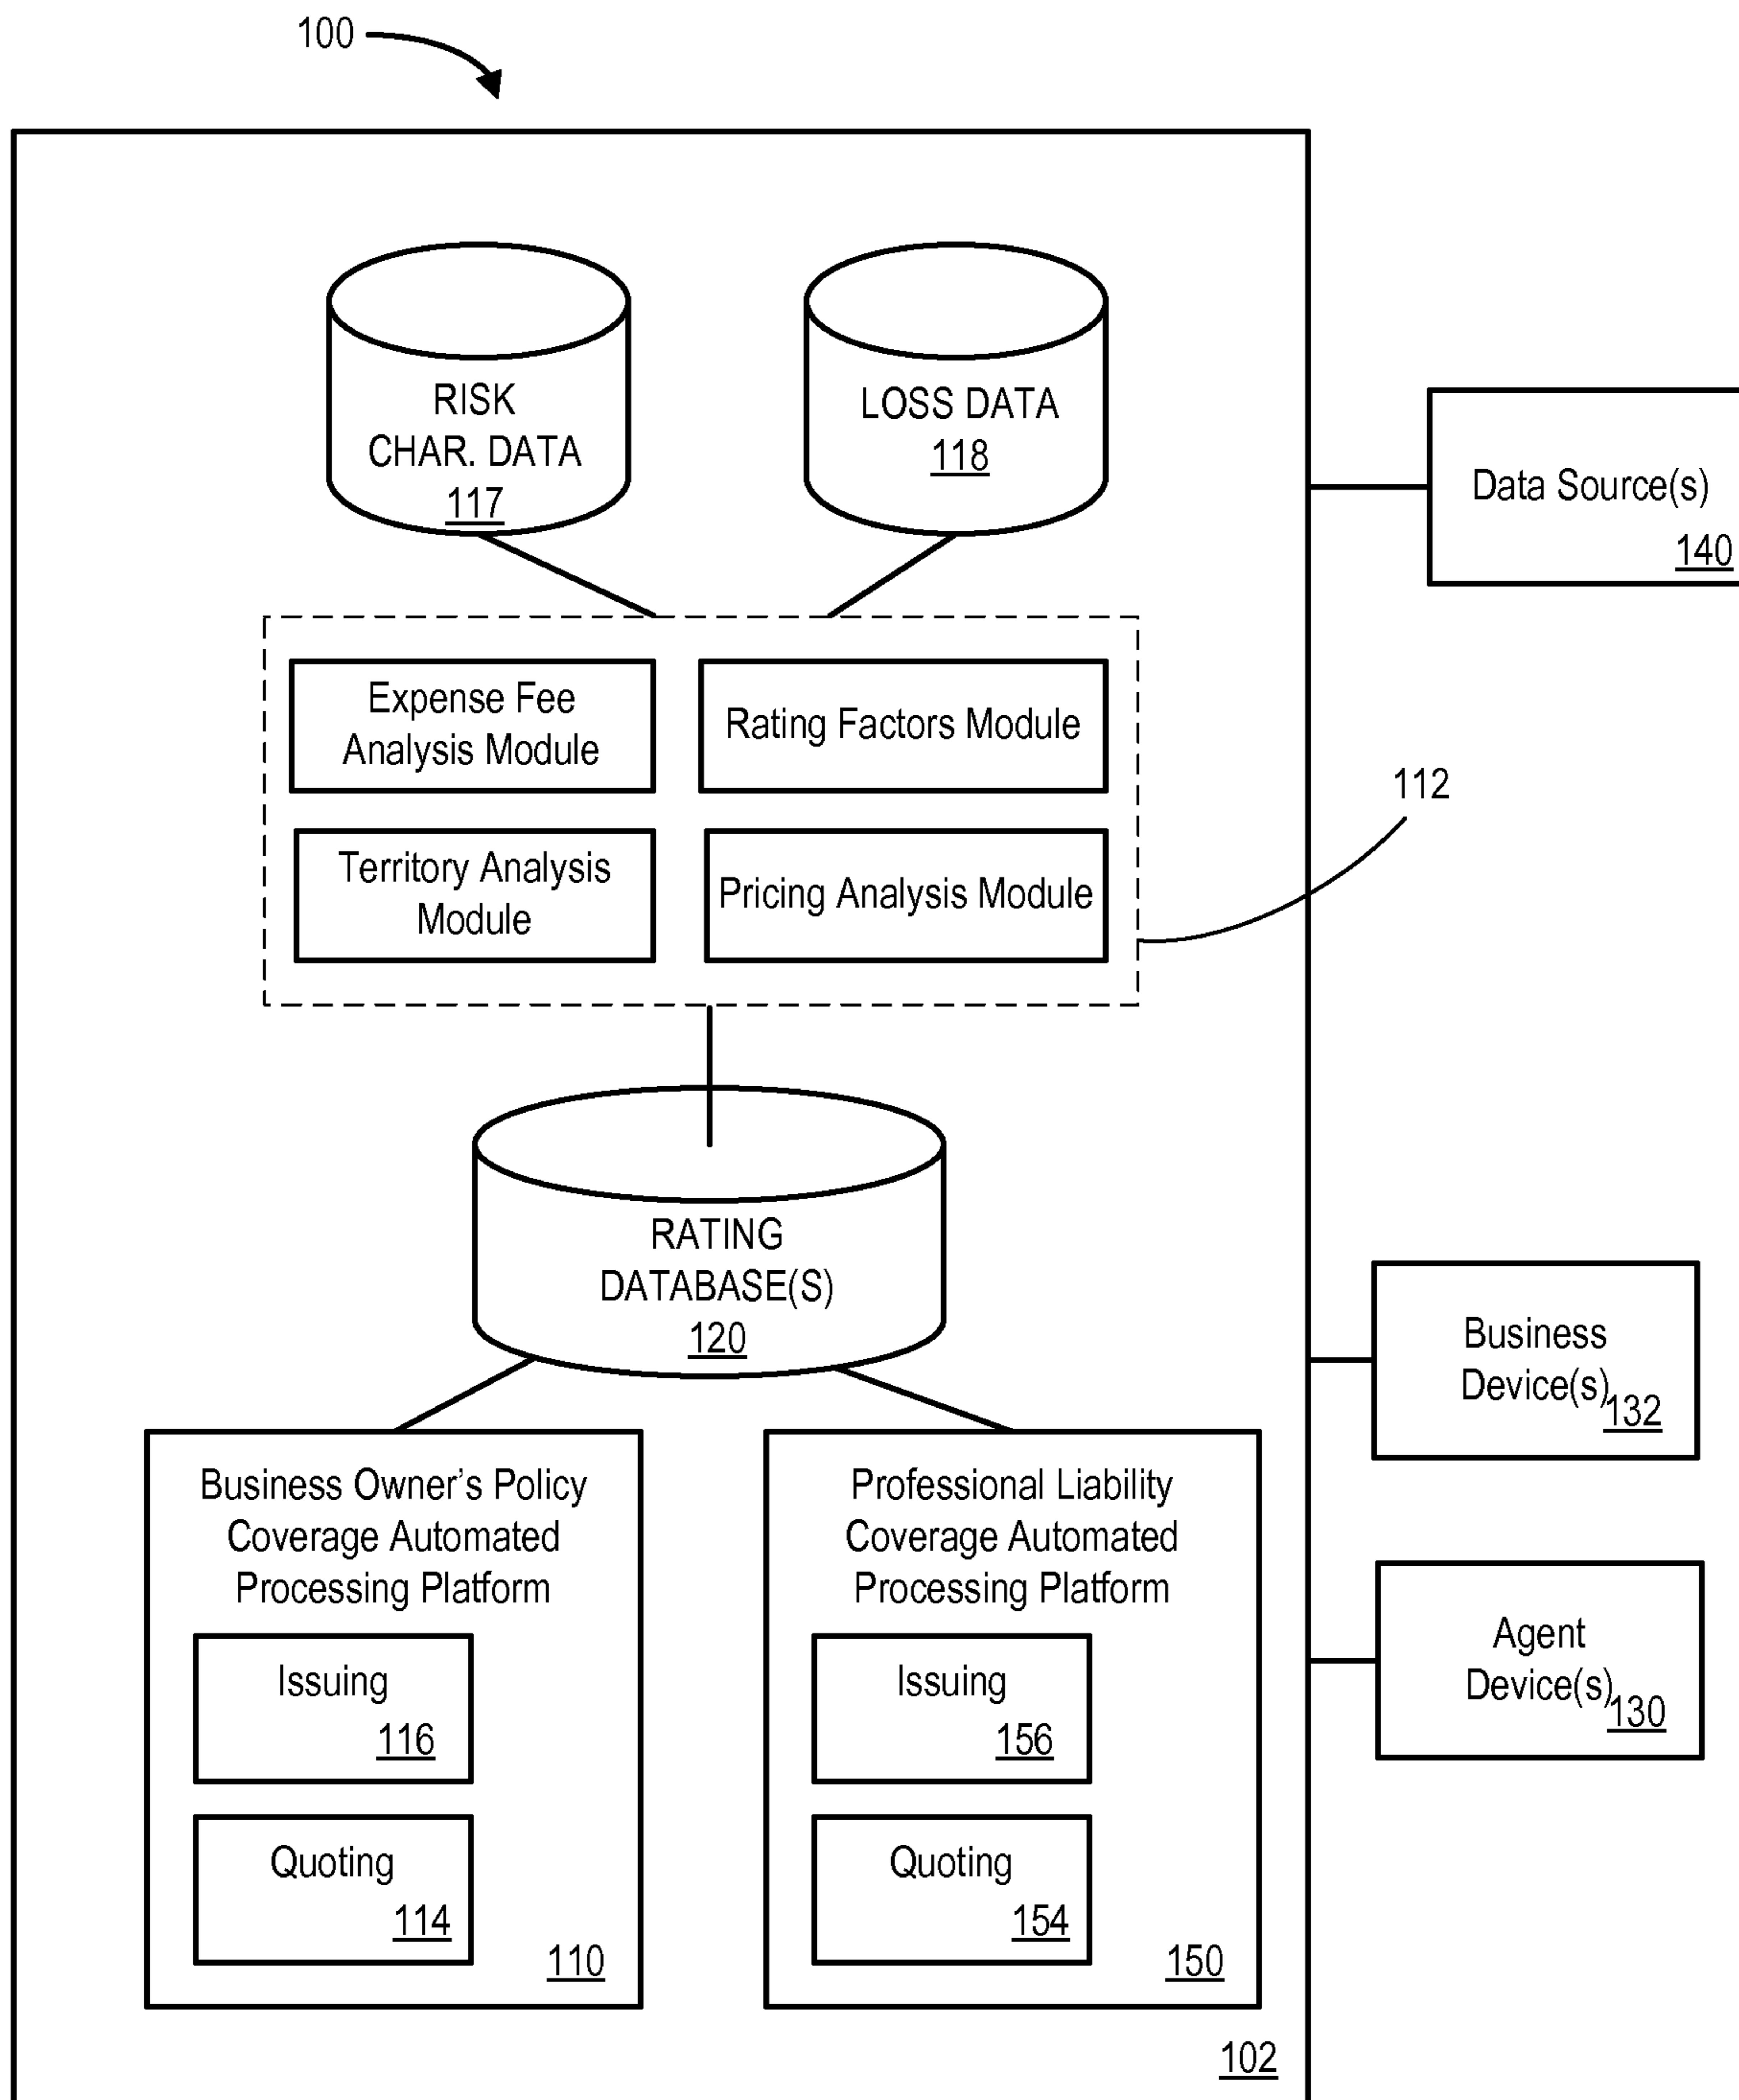 100
RISK
CHAR. DATA
117
LOSS DATA
118
Data Source(s)
140
Expense Fee
Analysis Module
Rating Factors Module
112
Territory Analysis
Module
Pricing Analysis Module
RATING
DATABASE(S)
120
Business
Device(s)
132
Business Owner’s Policy
Coverage Automated
Processing Platform
Issuing
116
Quoting
114
110
Professional Liability
Coverage Automated
Processing Platform
Issuing
156
Quoting
154
150
Agent
Device(s)
130
102